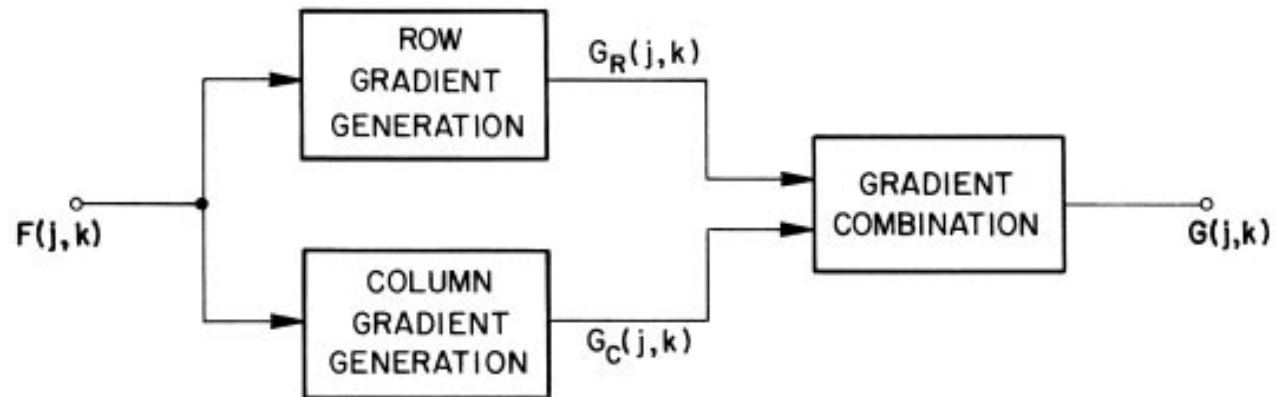 ROW
GRADIENT
GENERATION
G_R(j,k)
F(j,k)
GRADIENT
COMBINATION
G(j,k)
COLUMN
GRADIENT
GENERATION
G_C(j,k)